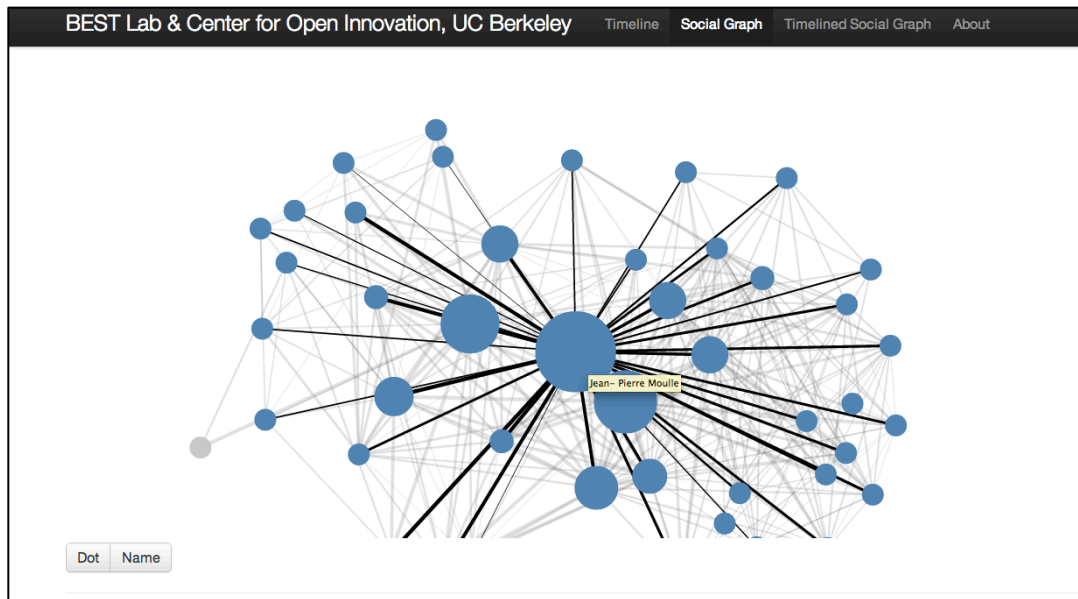 BEST Lab & Center for Open Innovation, UC Berkeley Timeline Social Graph Timelined Social Graph About
Jean- Pierre Moulle
Dot Name